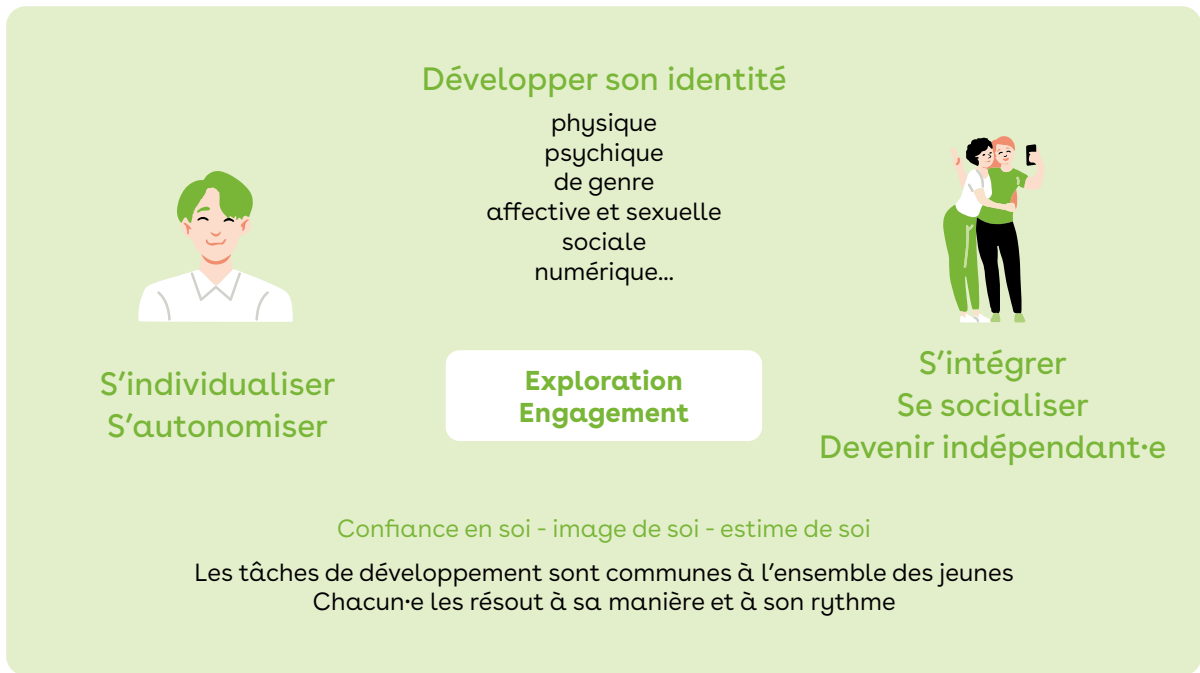 Développer son identité
physique
psychique
de genre
affective et sexuelle
sociale
numérique...
S'individualiser
S'autonomiser
Exploration
Engagement
S'intégrer
Se socialiser
Devenir indépendant·e
Confiance en soi - image de soi - estime de soi
Les tâches de développement sont communes à l'ensemble des jeunes
Chacun·e les résout à sa manière et à son rythme